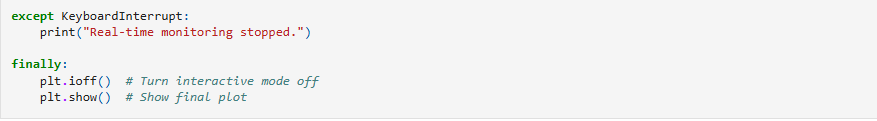 except KeyboardInterrupt:
    print("Real-time monitoring stopped.")

finally:
    plt.ioff()  # Turn interactive mode off
    plt.show()  # Show final plot